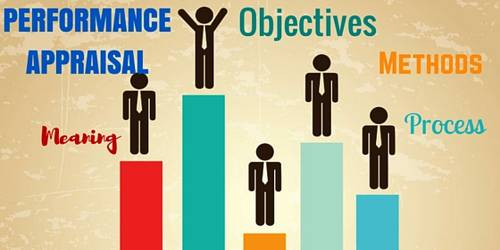 PERFORMANCE
APPRAISAL
Objectives
METHODS
Meaning
Process